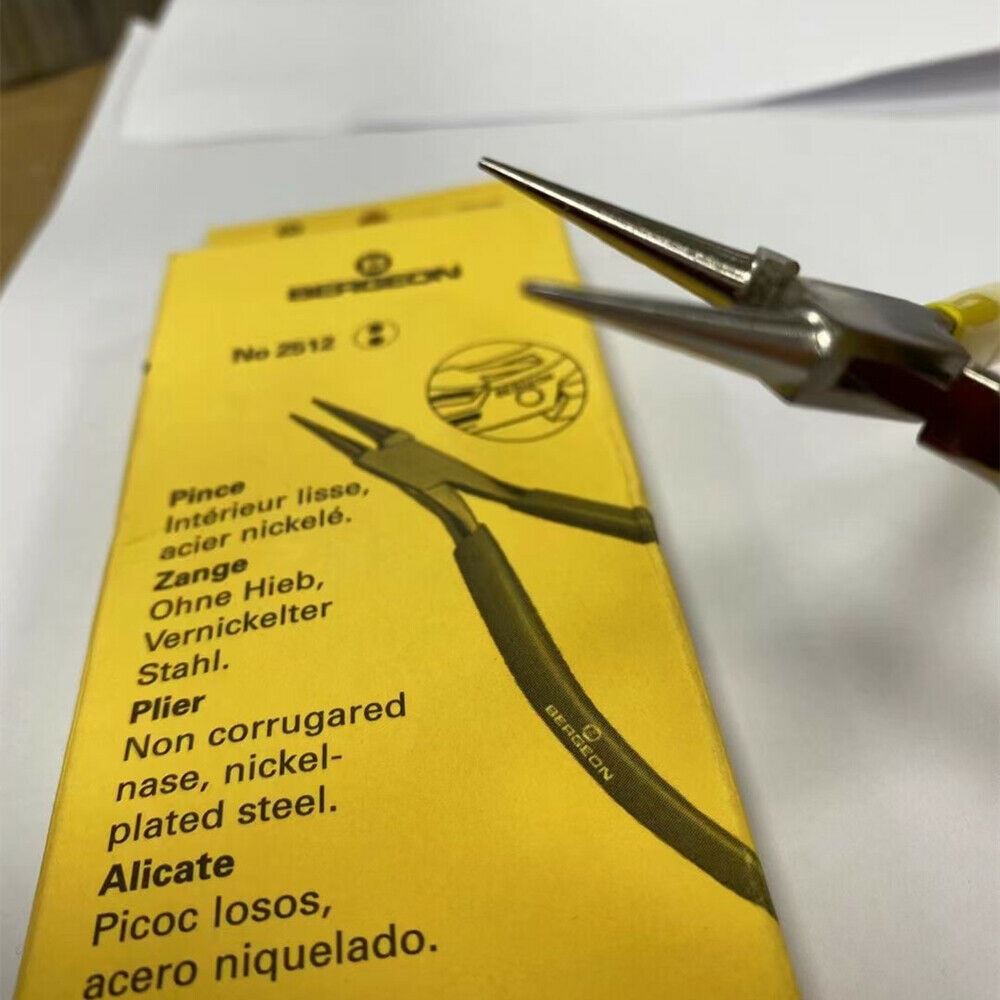 BERGEON
No 2512
Pince
Intérieur lisse,
acier nickelé.
Zange
Ohne Hieb,
Vernickelter
Stahl.
Plier
Non corrugared
nase, nickel-
plated steel.
Alicate
Picoc losos,
acero niquelado.
BERGEON